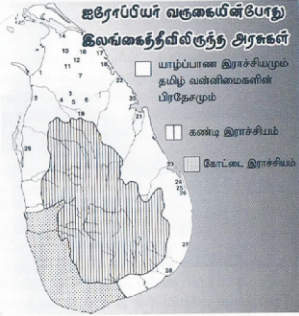 ஐரோப்பியர் வருகையின்போது
இலங்கைத்தீவிலிருந்த அரசுகள்
யாழ்ப்பாண இராச்சியமும்
தமிழ் வன்னிமைகளின்
பிரதேசமும்
கண்டி இராச்சியம்
கோட்டை இராச்சியம்